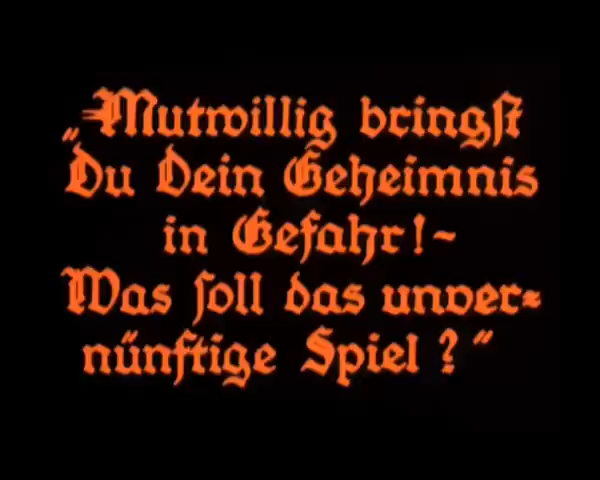 „Mutwillig bringſt
Du Dein Geheimnis
in Gefahr! –
Was ſoll das unver=
nünftige Spiel?"